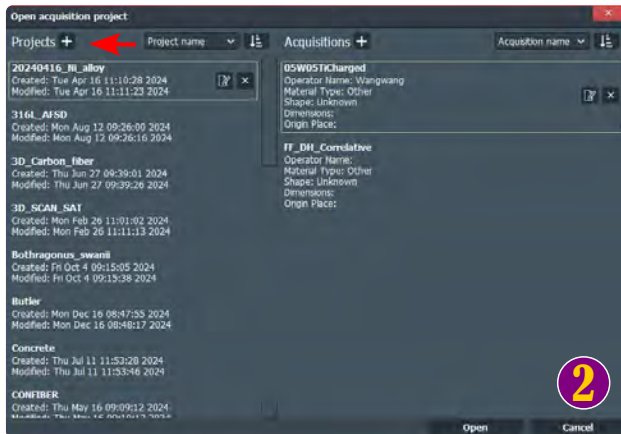 Open acquisition project
Projects +
Project name
Acquisitions +
Acquisition name
20240416_Ni_alloy
Created: Tue Apr 16 11:10:28 2024
Modified: Tue Apr 16 11:11:23 2024
316L_AFSD
Created: Mon Aug 12 09:26:00 2024
Modified: Mon Aug 12 09:26:16 2024
3D_Carbon_fiber
Created: Thu Jun 27 09:39:01 2024
Modified: Thu Jun 27 09:39:26 2024
3D_SCAN_SAT
Created: Mon Feb 26 11:01:02 2024
Modified: Mon Feb 26 11:11:13 2024
Bothragonus_swanii
Created: Fri Oct 4 09:15:05 2024
Modified: Fri Oct 4 09:15:38 2024
Butler
Created: Mon Dec 16 08:47:55 2024
Modified: Mon Dec 16 08:48:17 2024
Concrete
Created: Thu Jul 11 11:53:28 2024
Modified: Thu Jul 11 11:53:46 2024
CONFIBER
Created: Thu May 16 09:09:12 2024
05W05TiCharged
Operator Name: Wangwang
Material Type: Other
Shape: Unknown
Dimensions:
Origin Place:
FF_DH_Correlative
Operator Name:
Material Type: Other
Shape: Unknown
Dimensions:
Origin Place:
2
Open
Cancel